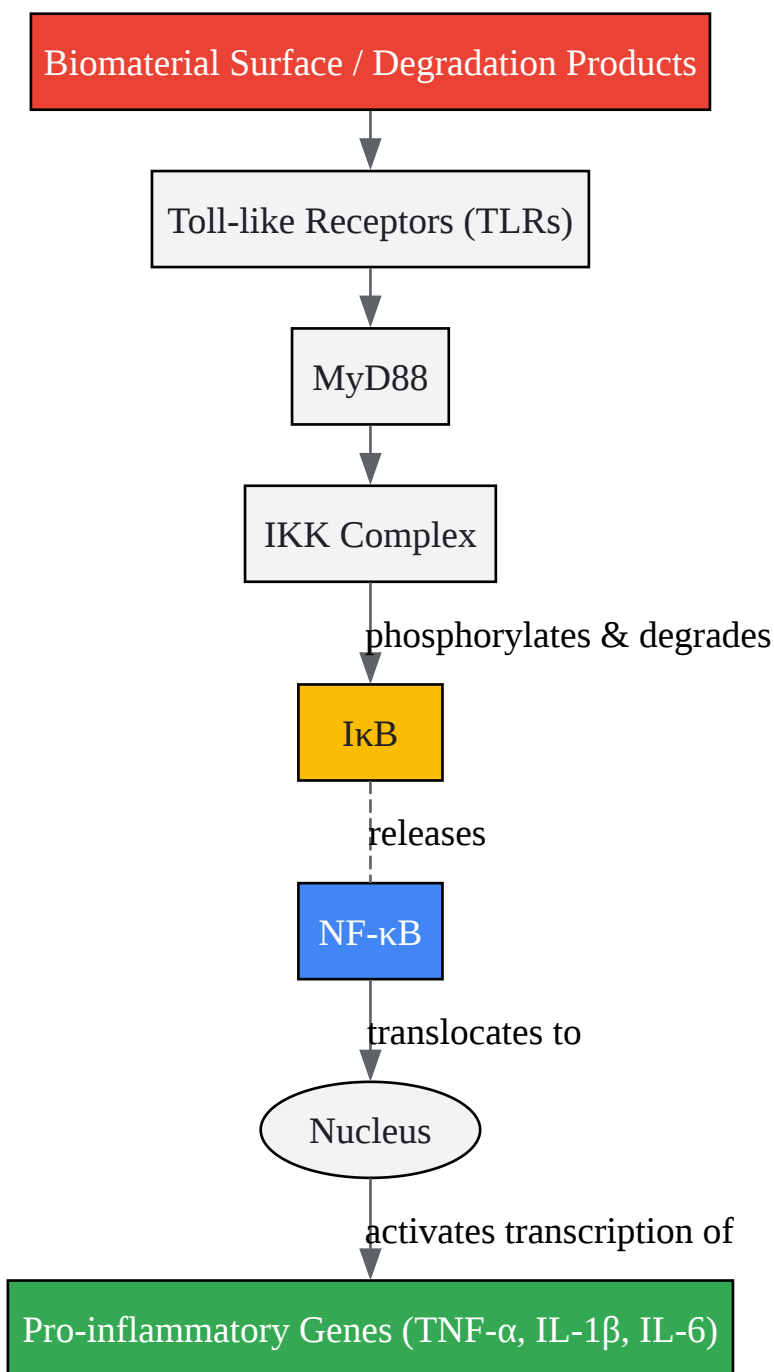 Biomaterial Surface / Degradation Products
Toll-like Receptors (TLRs)
MyD88
IKK Complex
phosphorylates & degrades
IκB
releases
NF-κB
translocates to
Nucleus
activates transcription of
Pro-inflammatory Genes (TNF-α, IL-1β, IL-6)